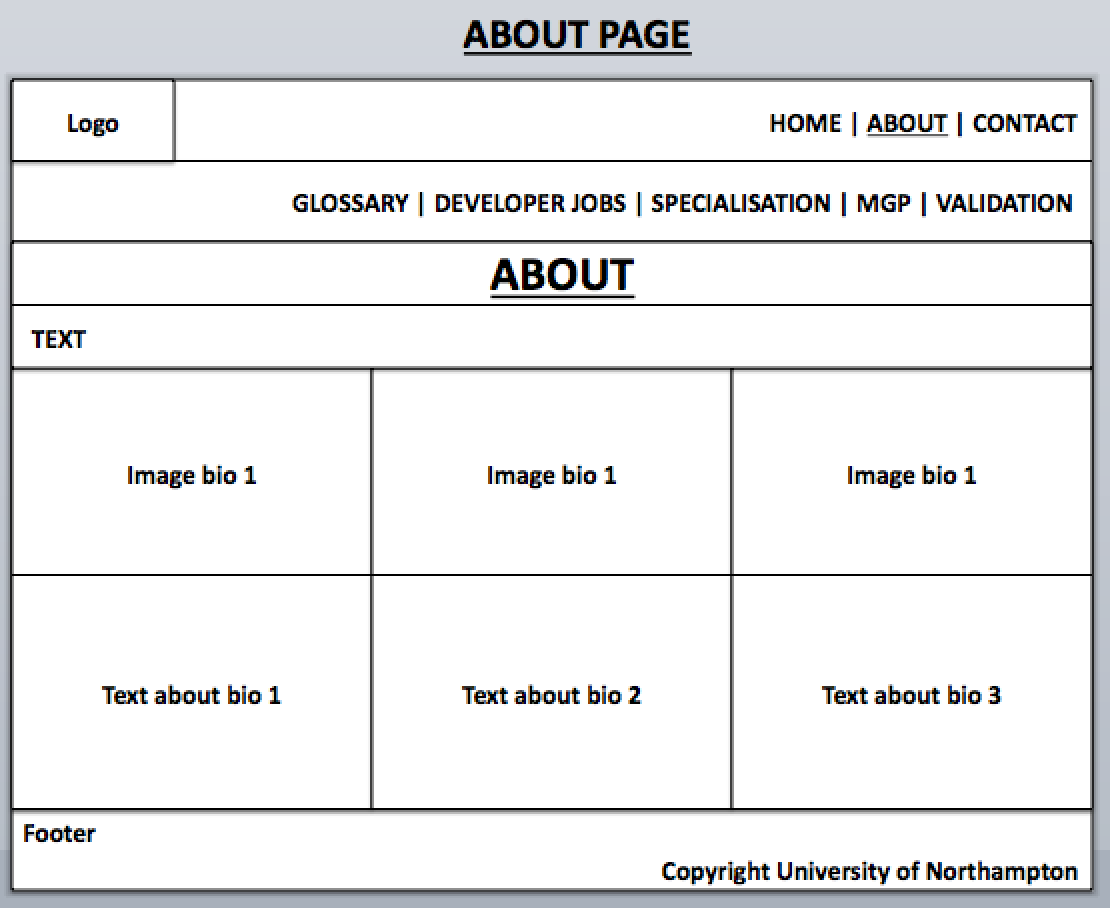 ABOUT PAGE
Logo
HOME | ABOUT | CONTACT
GLOSSARY | DEVELOPER JOBS | SPECIALISATION | MGP | VALIDATION
ABOUT
TEXT
Image bio 1
Image bio 1
Image bio 1
Text about bio 1
Text about bio 2
Text about bio 3
Footer
Copyright University of Northampton